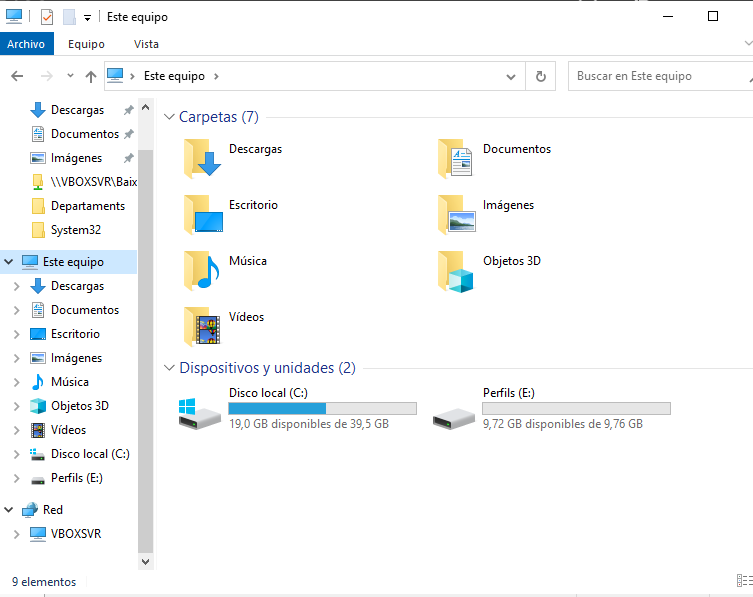 Este equipo
Archivo Equipo Vista
Este equipo
Buscar en Este equipo
Descargas
Documentos
Imágenes
\\VBOXSVR\Baix
Departaments
System32
Este equipo
Descargas
Documentos
Escritorio
Imágenes
Música
Objetos 3D
Vídeos
Disco local (C:)
Perfils (E:)
Red
VBOXSVR
Carpetas (7)
Descargas
Documentos
Escritorio
Imágenes
Música
Objetos 3D
Vídeos
Dispositivos y unidades (2)
Disco local (C:)
19,0 GB disponibles de 39,5 GB
Perfils (E:)
9,72 GB disponibles de 9,76 GB
9 elementos